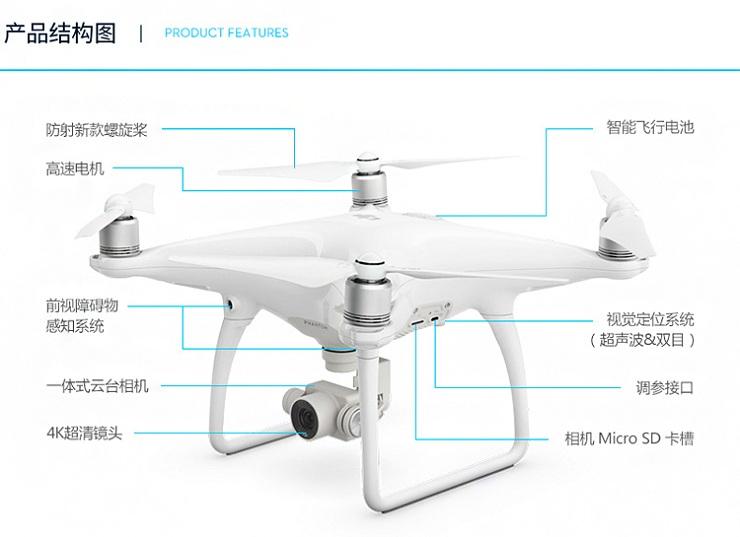 产品结构图 | PRODUCT FEATURES
防射新款螺旋桨
智能飞行电池
高速电机
前视障碍物
感知系统
视觉定位系统
（超声波&双目）
一体式云台相机
调参接口
4K超清镜头
相机 Micro SD 卡槽
PHANTOM